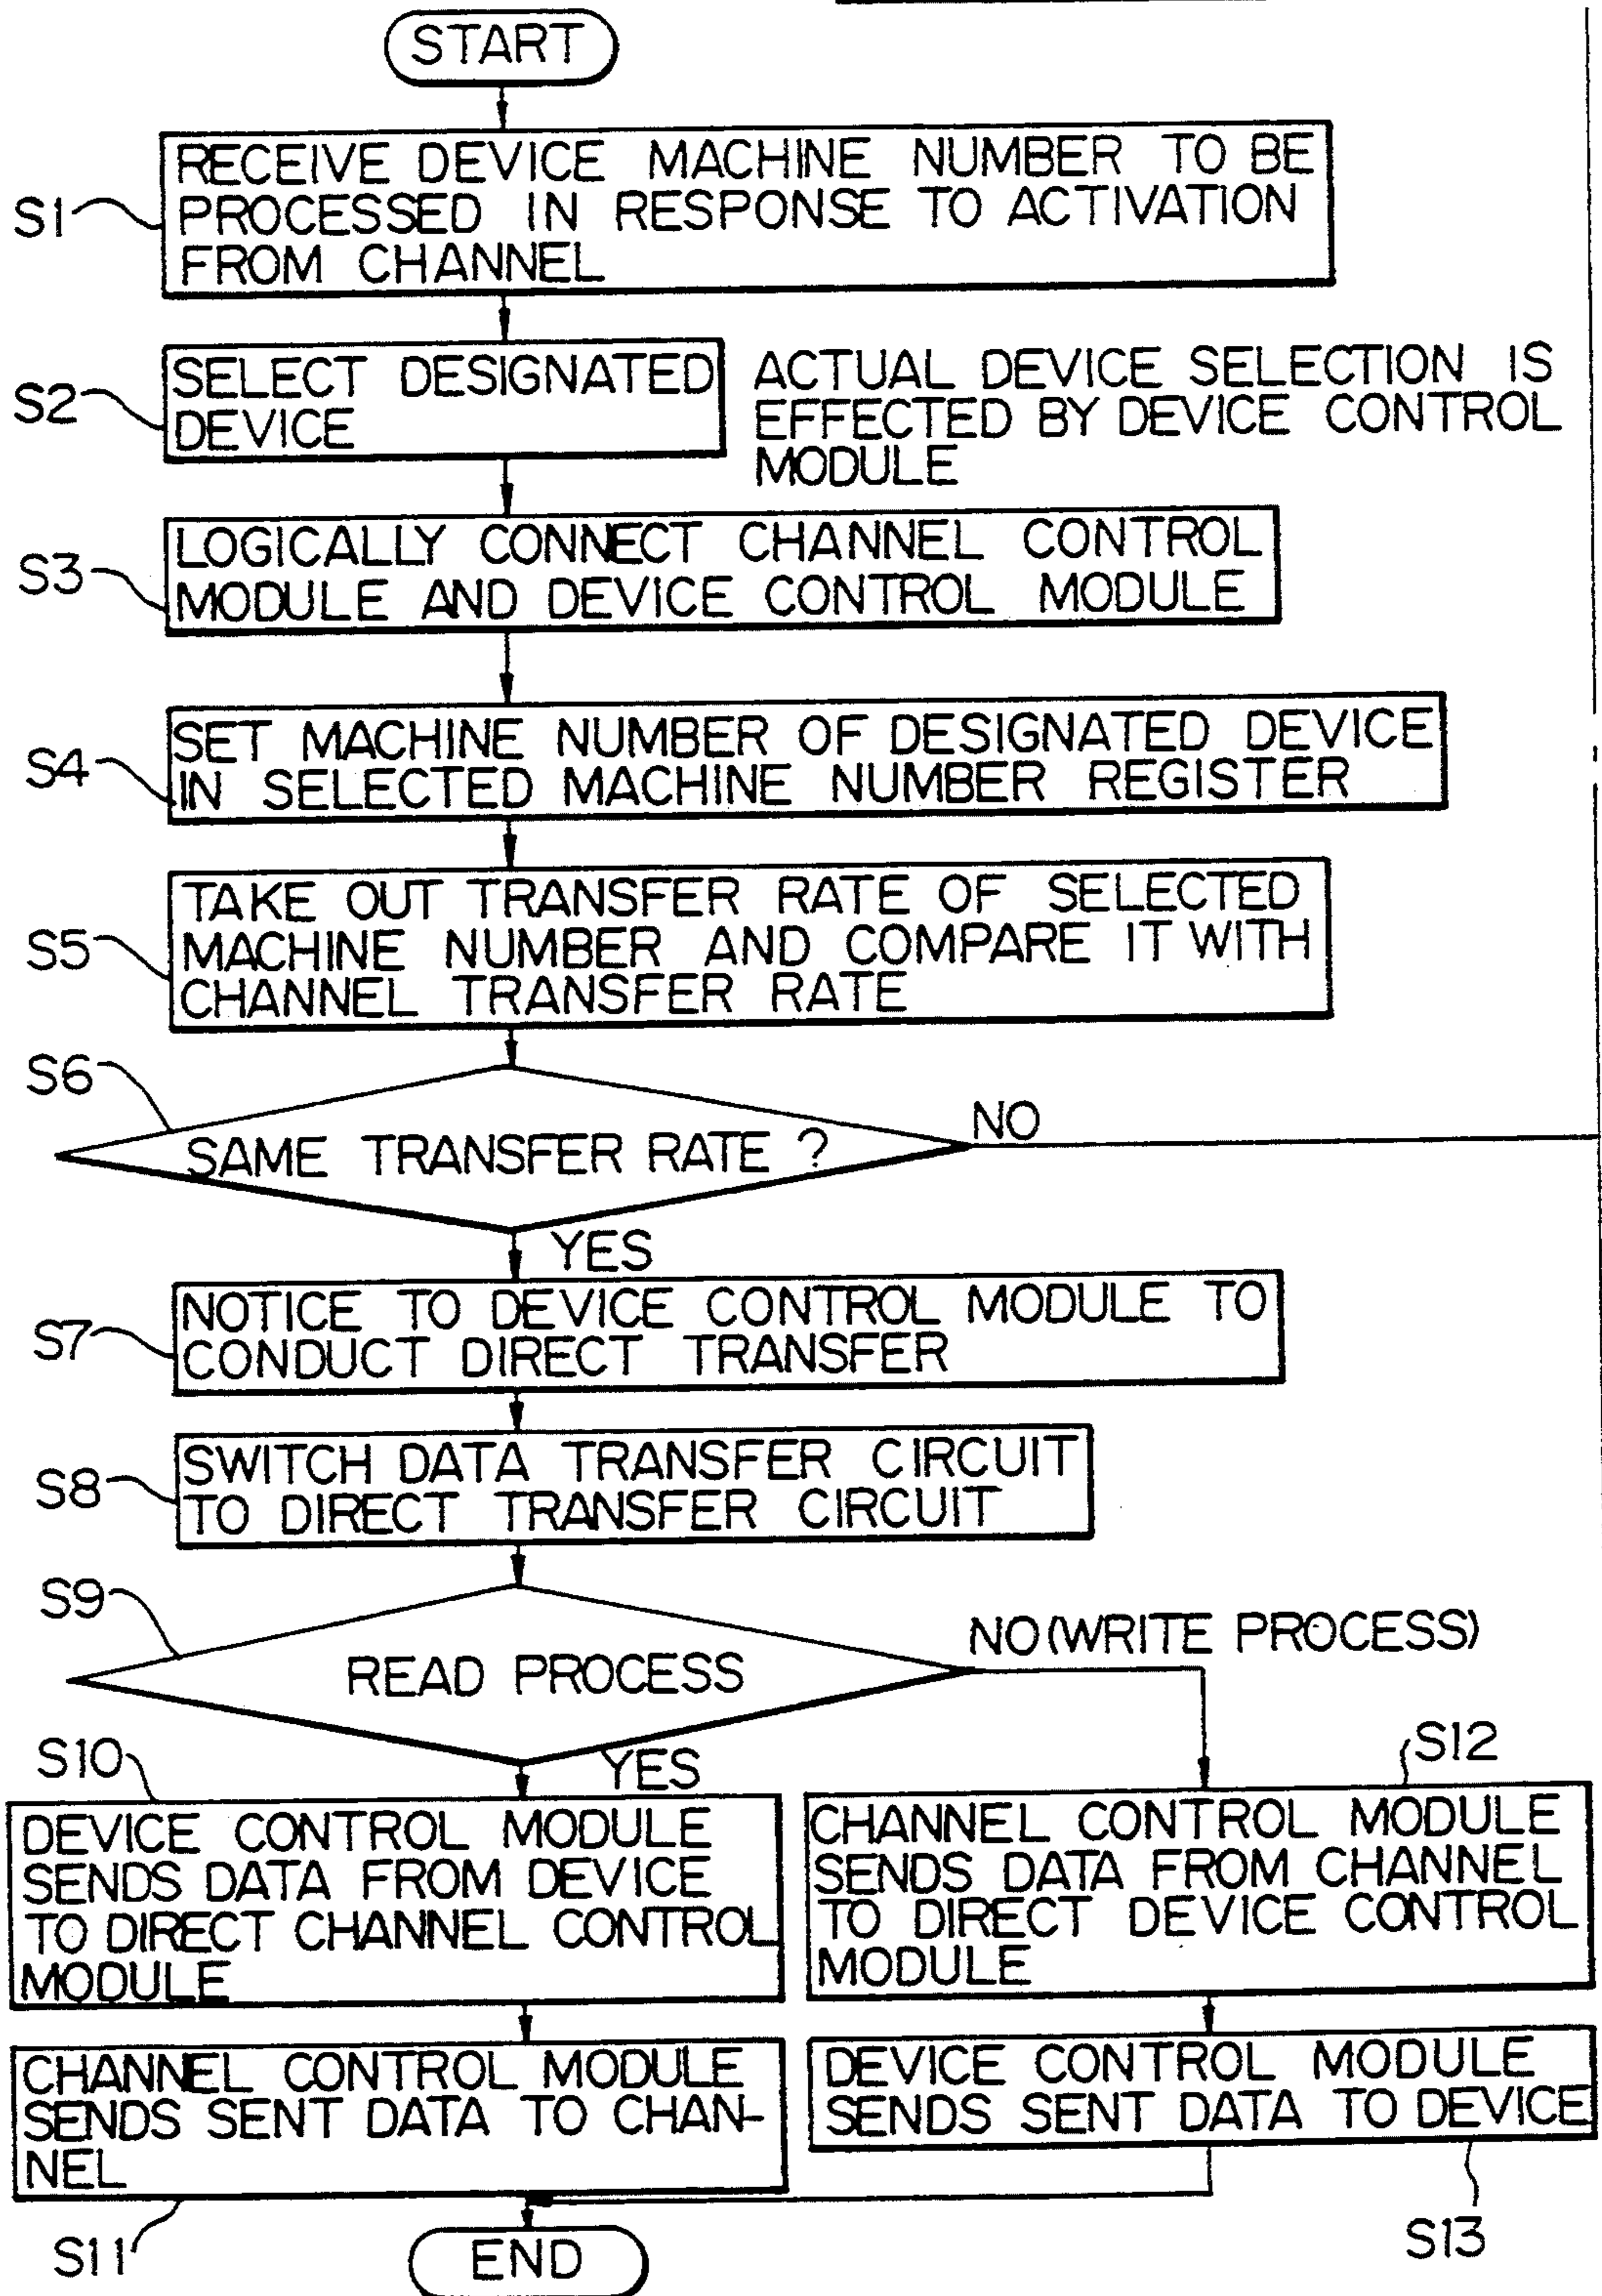 START
S1
RECEIVE DEVICE MACHINE NUMBER TO BE
PROCESSED IN RESPONSE TO ACTIVATION
FROM CHANNEL
S2
SELECT DESIGNATED
DEVICE
ACTUAL DEVICE SELECTION IS
EFFECTED BY DEVICE CONTROL
MODULE
S3
LOGICALLY CONNECT CHANNEL CONTROL
MODULE AND DEVICE CONTROL MODULE
S4
SET MACHINE NUMBER OF DESIGNATED DEVICE
IN SELECTED MACHINE NUMBER REGISTER
S5
TAKE OUT TRANSFER RATE OF SELECTED
MACHINE NUMBER AND COMPARE IT WITH
CHANNEL TRANSFER RATE
S6
SAME TRANSFER RATE ?
NO
YES
S7
NOTICE TO DEVICE CONTROL MODULE TO
CONDUCT DIRECT TRANSFER
S8
SWITCH DATA TRANSFER CIRCUIT
TO DIRECT TRANSFER CIRCUIT
S9
READ PROCESS
NO (WRITE PROCESS)
YES
S10
DEVICE CONTROL MODULE
SENDS DATA FROM DEVICE
TO DIRECT CHANNEL CONTROL
MODULE
S12
CHANNEL CONTROL MODULE
SENDS DATA FROM CHANNEL
TO DIRECT DEVICE CONTROL
MODULE
CHANNEL CONTROL MODULE
SENDS SENT DATA TO CHAN-
NEL
S11
DEVICE CONTROL MODULE
SENDS SENT DATA TO DEVICE
S13
END